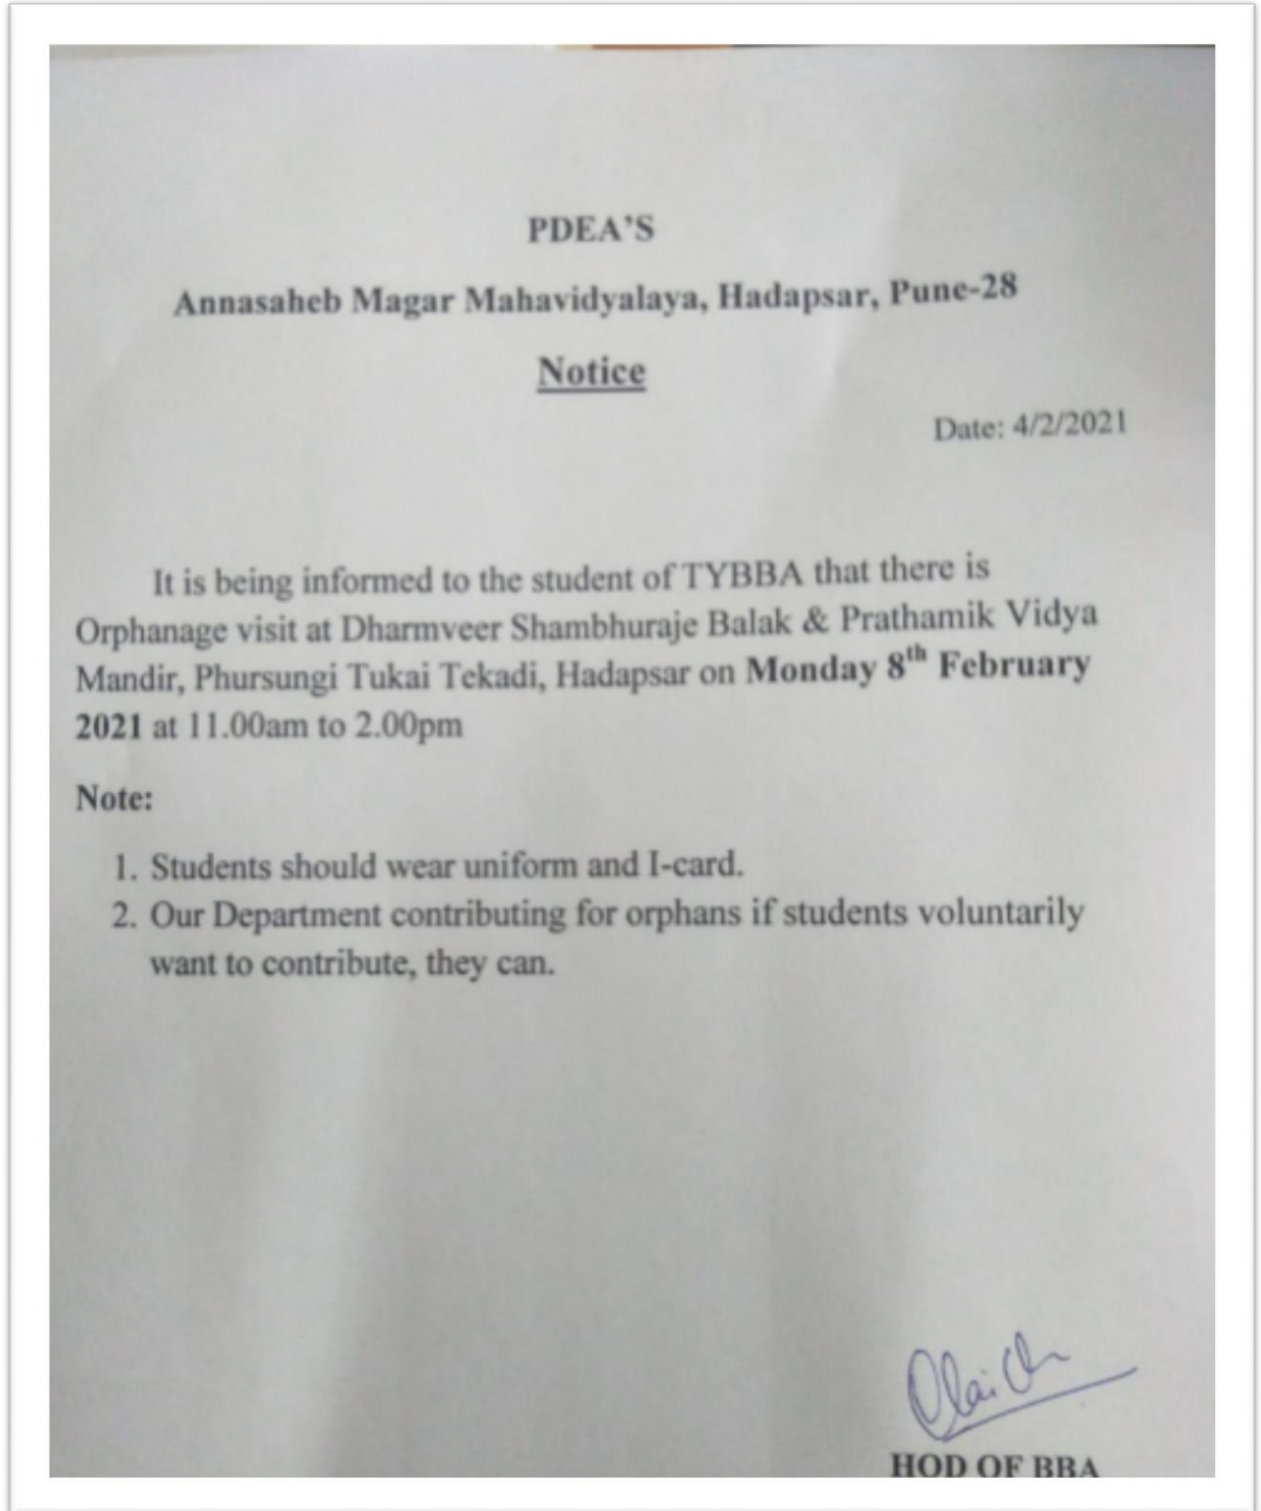 PDEA'S
Annasaheb Magar Mahavidyalaya, Hadapsar, Pune-28
Notice
Date: 4/2/2021
It is being informed to the student of TYBBA that there is
Orphanage visit at Dharmveer Shambhuraje Balak & Prathamik Vidya
Mandir, Phursungi Tukai Tekadi, Hadapsar on Monday 8th February
2021 at 11.00am to 2.00pm
Note:
1. Students should wear uniform and I-card.
2. Our Department contributing for orphans if students voluntarily
want to contribute, they can.
HOD OF BBA